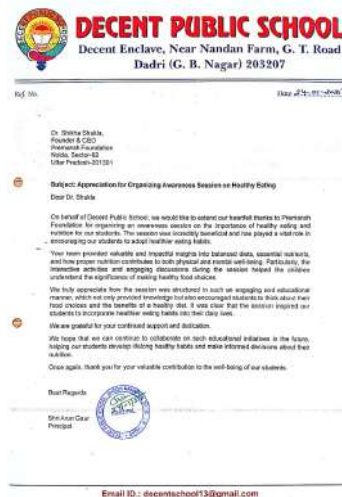 DECENT PUBLIC SCHOOL
Decent Enclave, Near Nandan Farm, G. T. Road
Dadri (G. B. Nagar) 203207
Ref. No.
Date
Dr. Shikha Shukla,
Founder & CEO
Premansh Foundation
Noida, Sector-62
Uttar Pradesh-201301
Subject: Appreciation for Organizing Awareness Session on Healthy Eating
Dear Dr. Shukla
On behalf of Decent Public School, we would like to extend our heartfelt thanks to Premansh
Foundation for organizing an awareness session on the importance of healthy eating and
nutrition for our students. The session was incredibly beneficial and has played a vital role in
encouraging our students to adopt healthier eating habits.
Your team provided valuable and impactful insights into balanced diets, essential nutrients,
and how proper nutrition contributes to both physical and mental well-being. Particularly, the
interactive activities and engaging discussions during the session helped the children
understand the significance of making healthy food choices.
We truly appreciate how the session was structured in such an engaging and educational
manner, which not only provided knowledge but also encouraged students to think about their
food choices and the benefits of a healthy diet. It was clear that the session inspired our
students to incorporate healthier eating habits into their daily lives.
We are grateful for your continued support and dedication.
We hope that we can continue to collaborate on such educational initiatives in the future,
helping our students develop lifelong healthy habits and make informed decisions about their
nutrition.
Once again, thank you for your valuable contribution to the well-being of our students.
Best Regards
Shri Arun Gaur
Principal
Email ID.: decentschool13@gmail.com